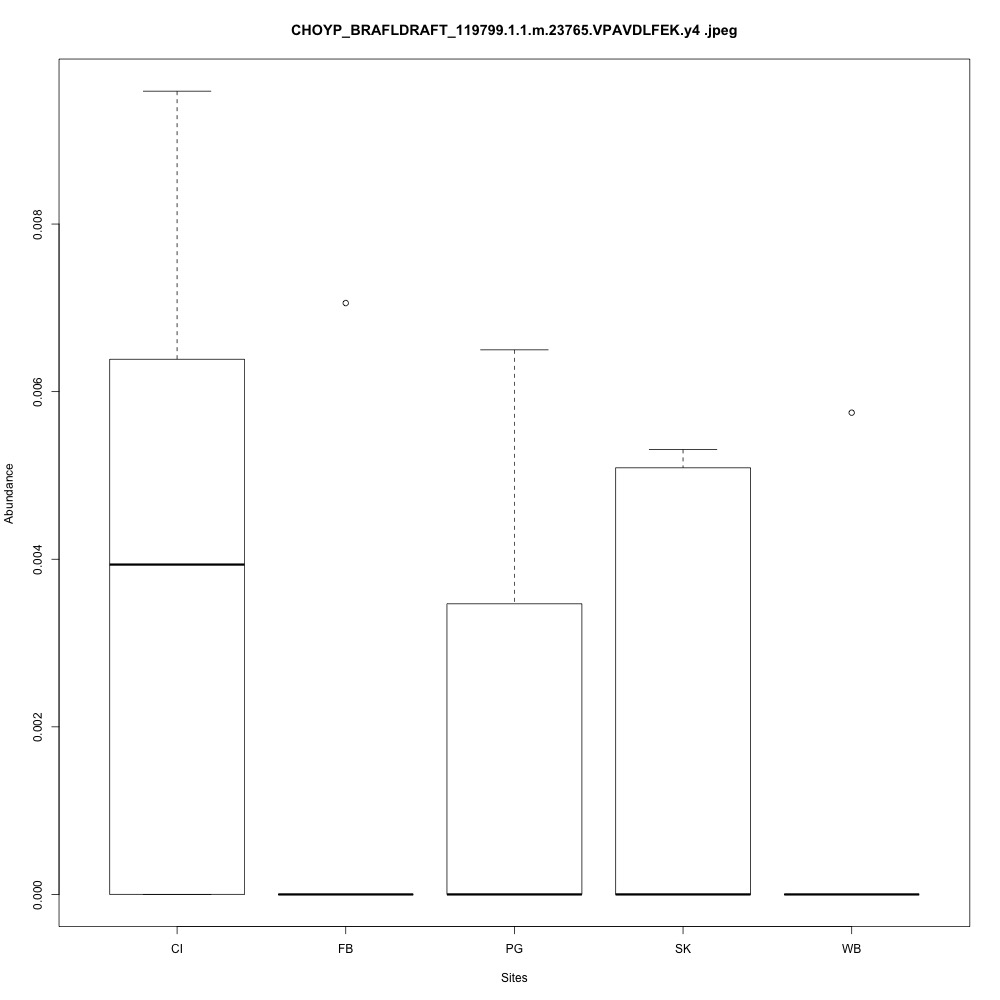 CHOYP_BRAFLDRAFT_119799.1.1.m.23765.VPAVDLFEK.y4 .jpeg
Abundance
0.008
0.006
0.004
0.002
0.000
CI FB PG SK WB
Sites